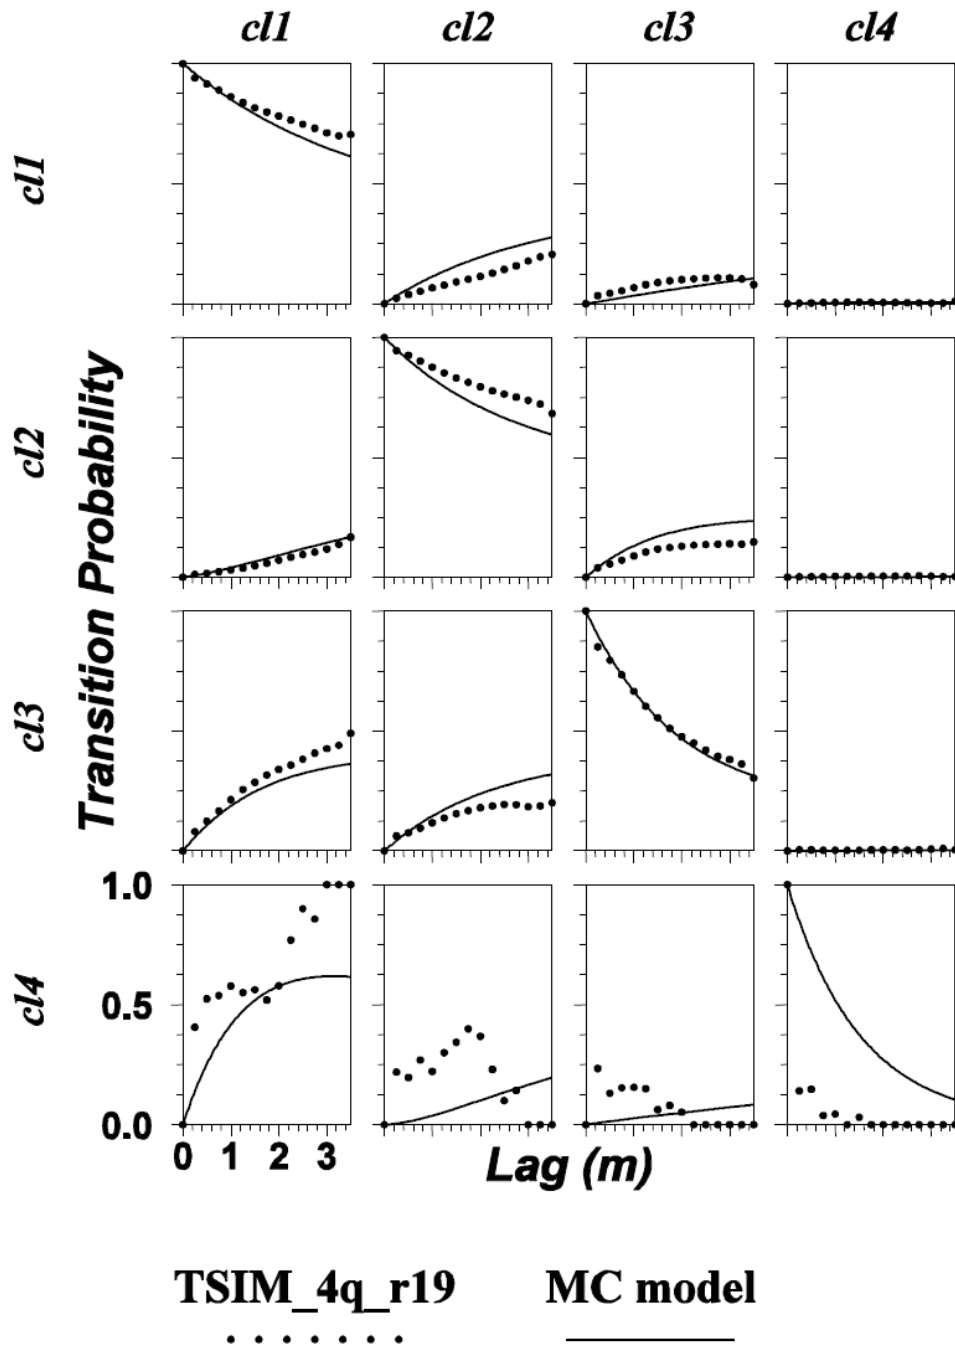 cl1 cl2 cl3 cl4
cl1
cl2
cl3
cl4
Transition Probability
1.0
0.5
0.0
0 1 2 3
Lag (m)
TSIM_4q_r19 MC model